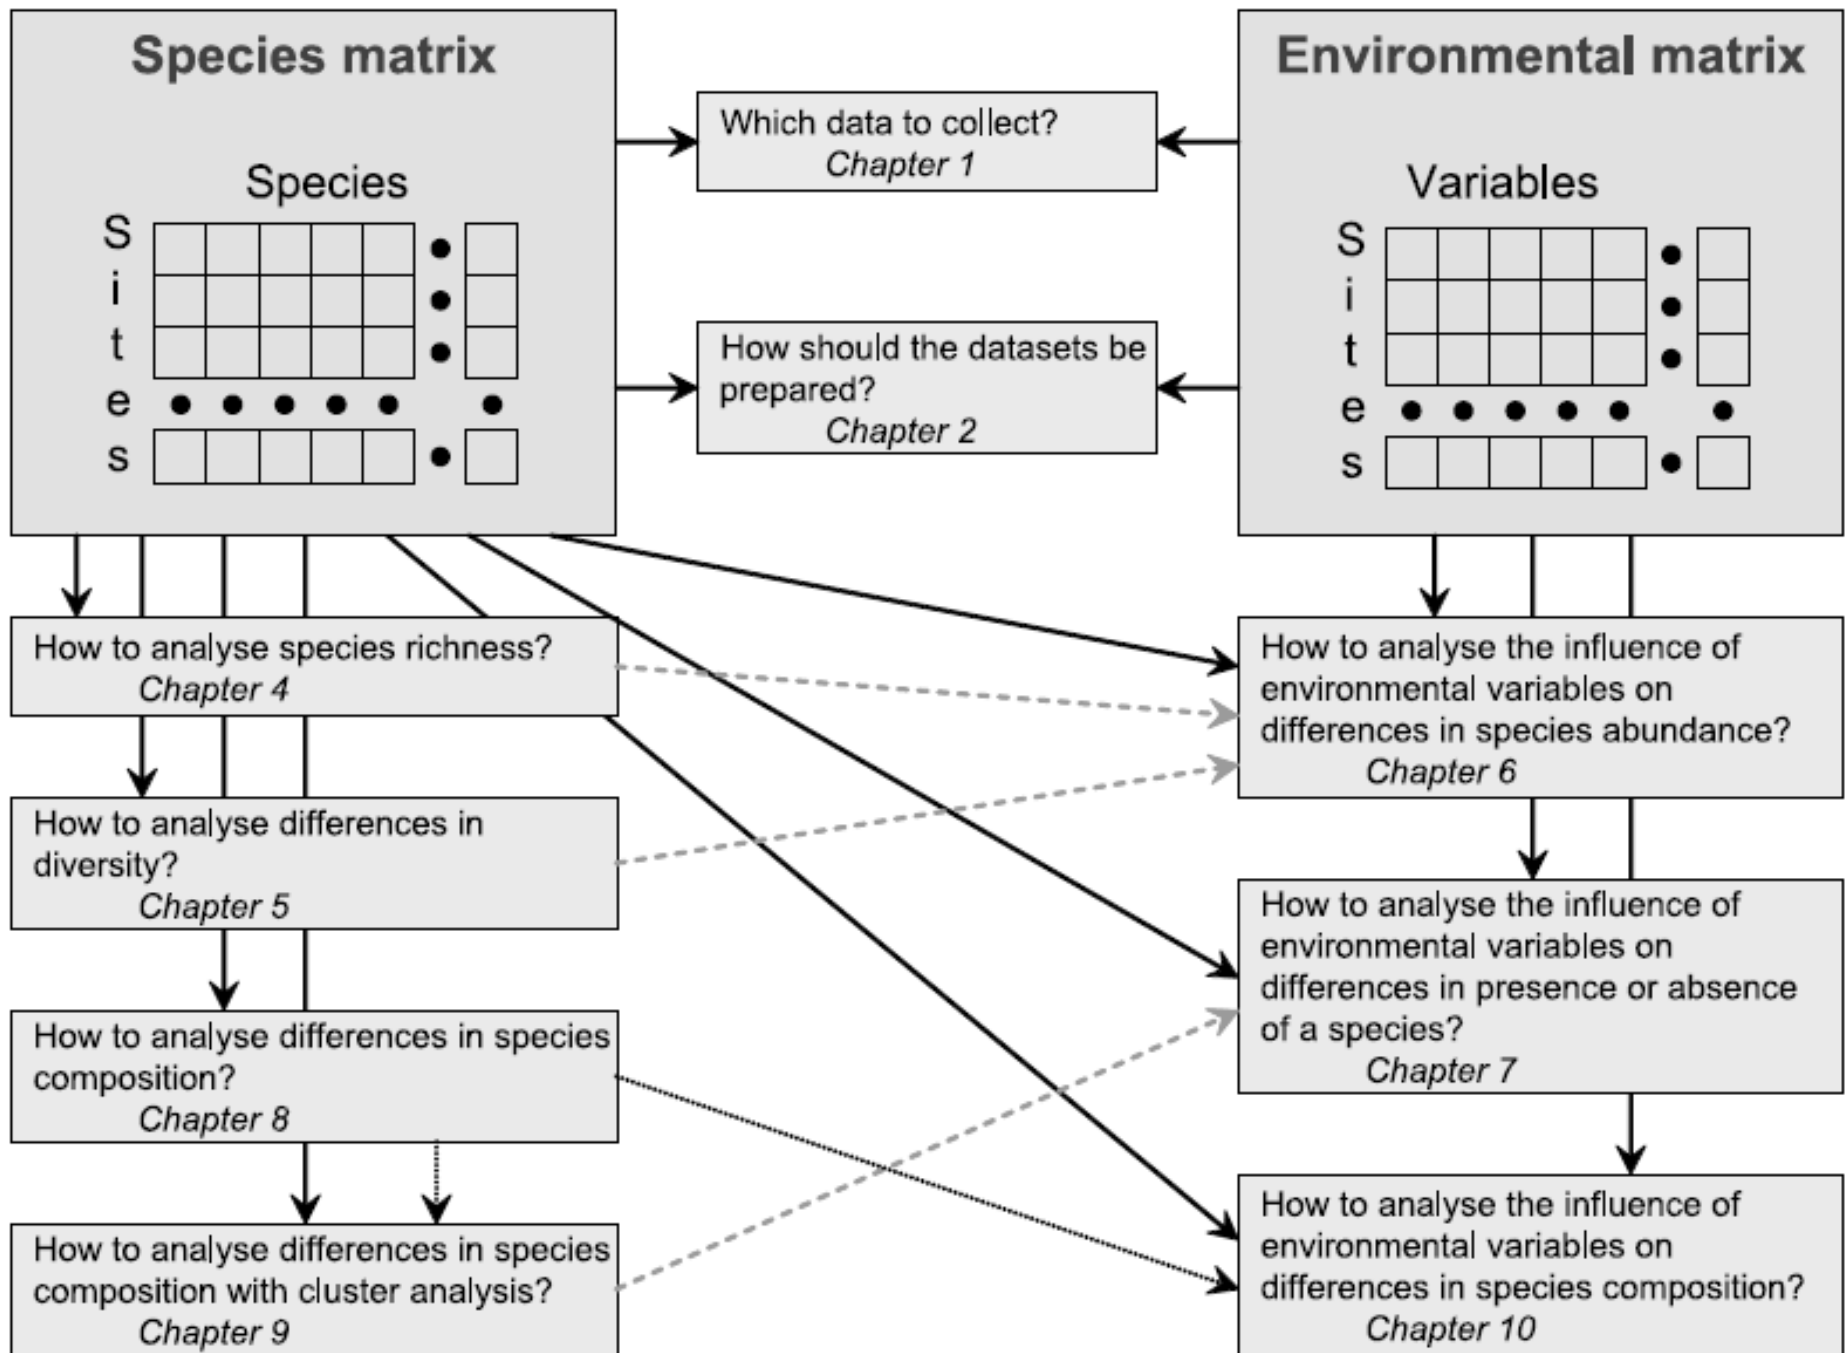 Species matrix
Species
Sites
Which data to collect?
Chapter 1
How should the datasets be
prepared?
Chapter 2
Environmental matrix
Variables
Sites
How to analyse species richness?
Chapter 4
How to analyse differences in
diversity?
Chapter 5
How to analyse differences in species
composition?
Chapter 8
How to analyse differences in species
composition with cluster analysis?
Chapter 9
How to analyse the influence of
environmental variables on
differences in species abundance?
Chapter 6
How to analyse the influence of
environmental variables on
differences in presence or absence
of a species?
Chapter 7
How to analyse the influence of
environmental variables on
differences in species composition?
Chapter 10